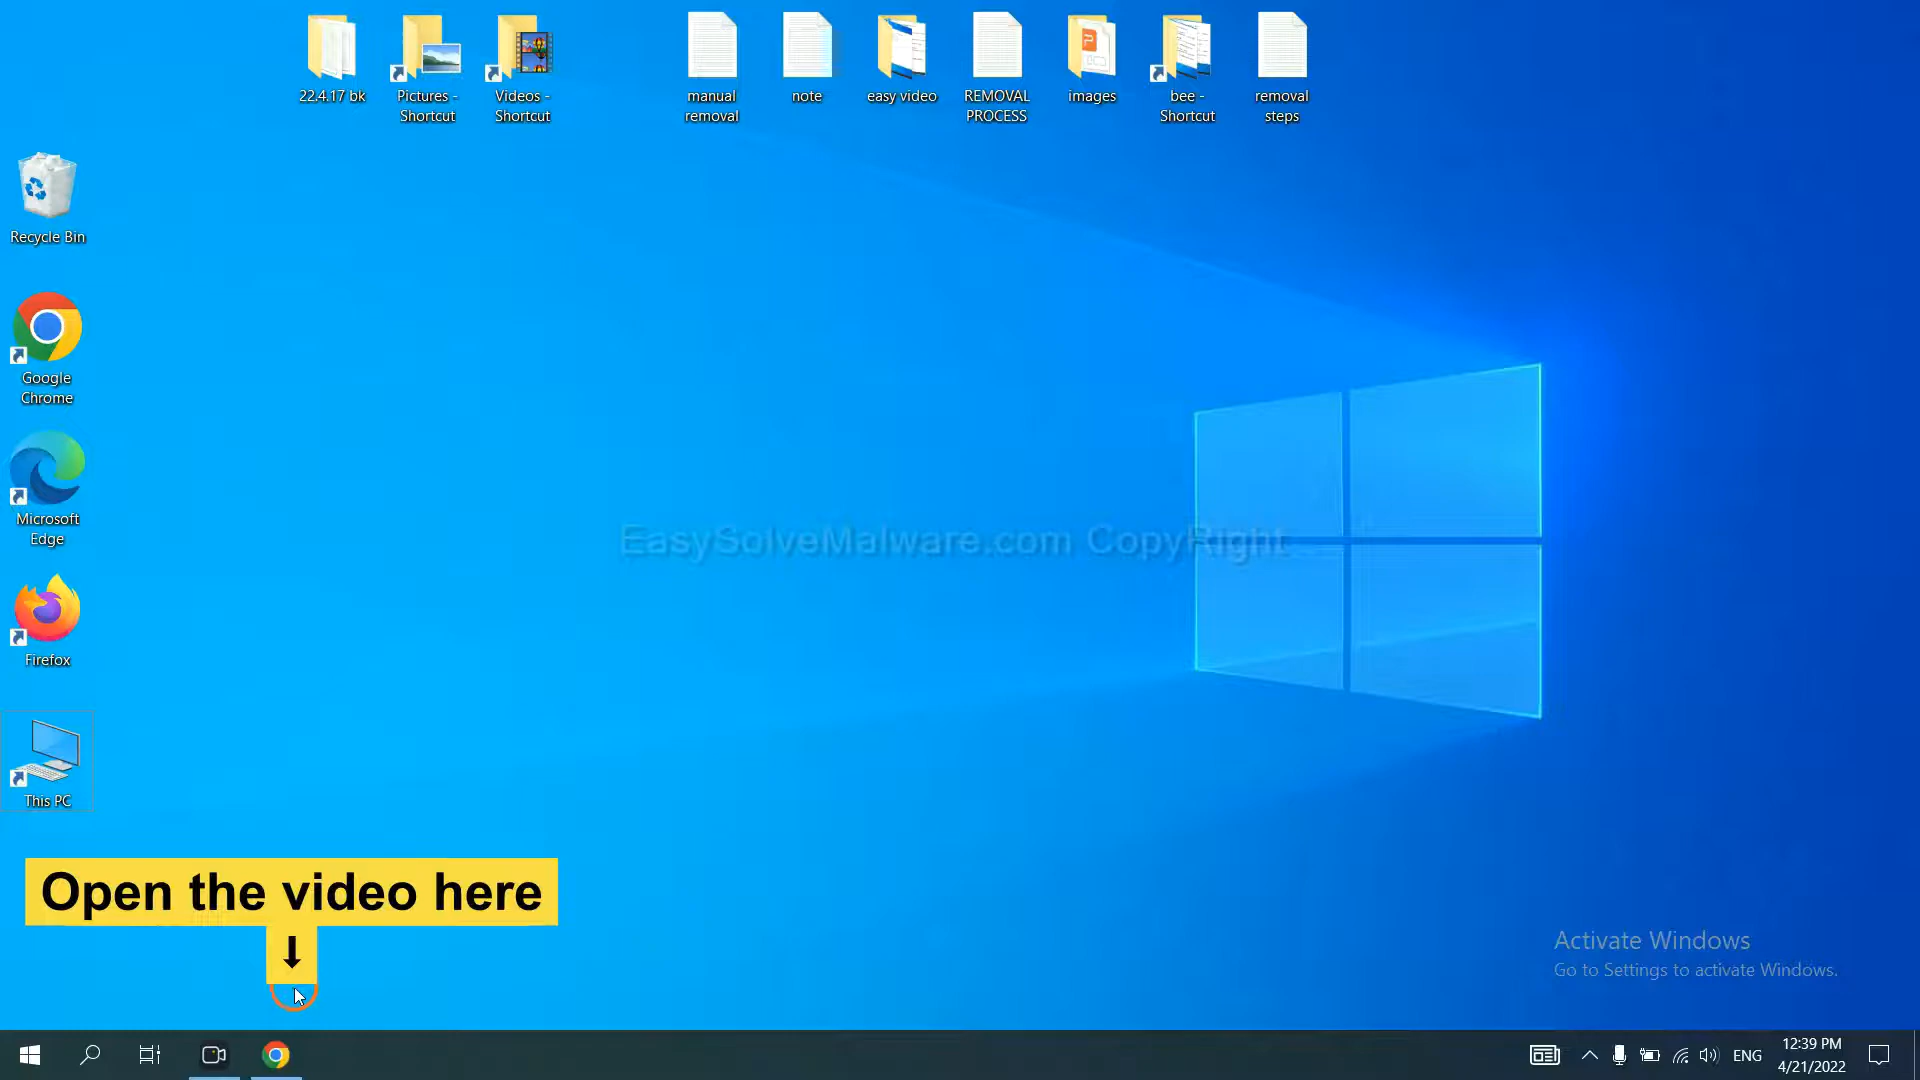 22.4.17 bk
Pictures -
Shortcut
Videos -
Shortcut
manual
removal
note
easy video
REMOVAL
PROCESS
images
bee -
Shortcut
removal
steps
Recycle Bin
Google
Chrome
Microsoft
Edge
Firefox
This PC
EasySolveMalware.com CopyRight
Open the video here
Activate Windows
Go to Settings to activate Windows.
ENG
12:39 PM
4/21/2022